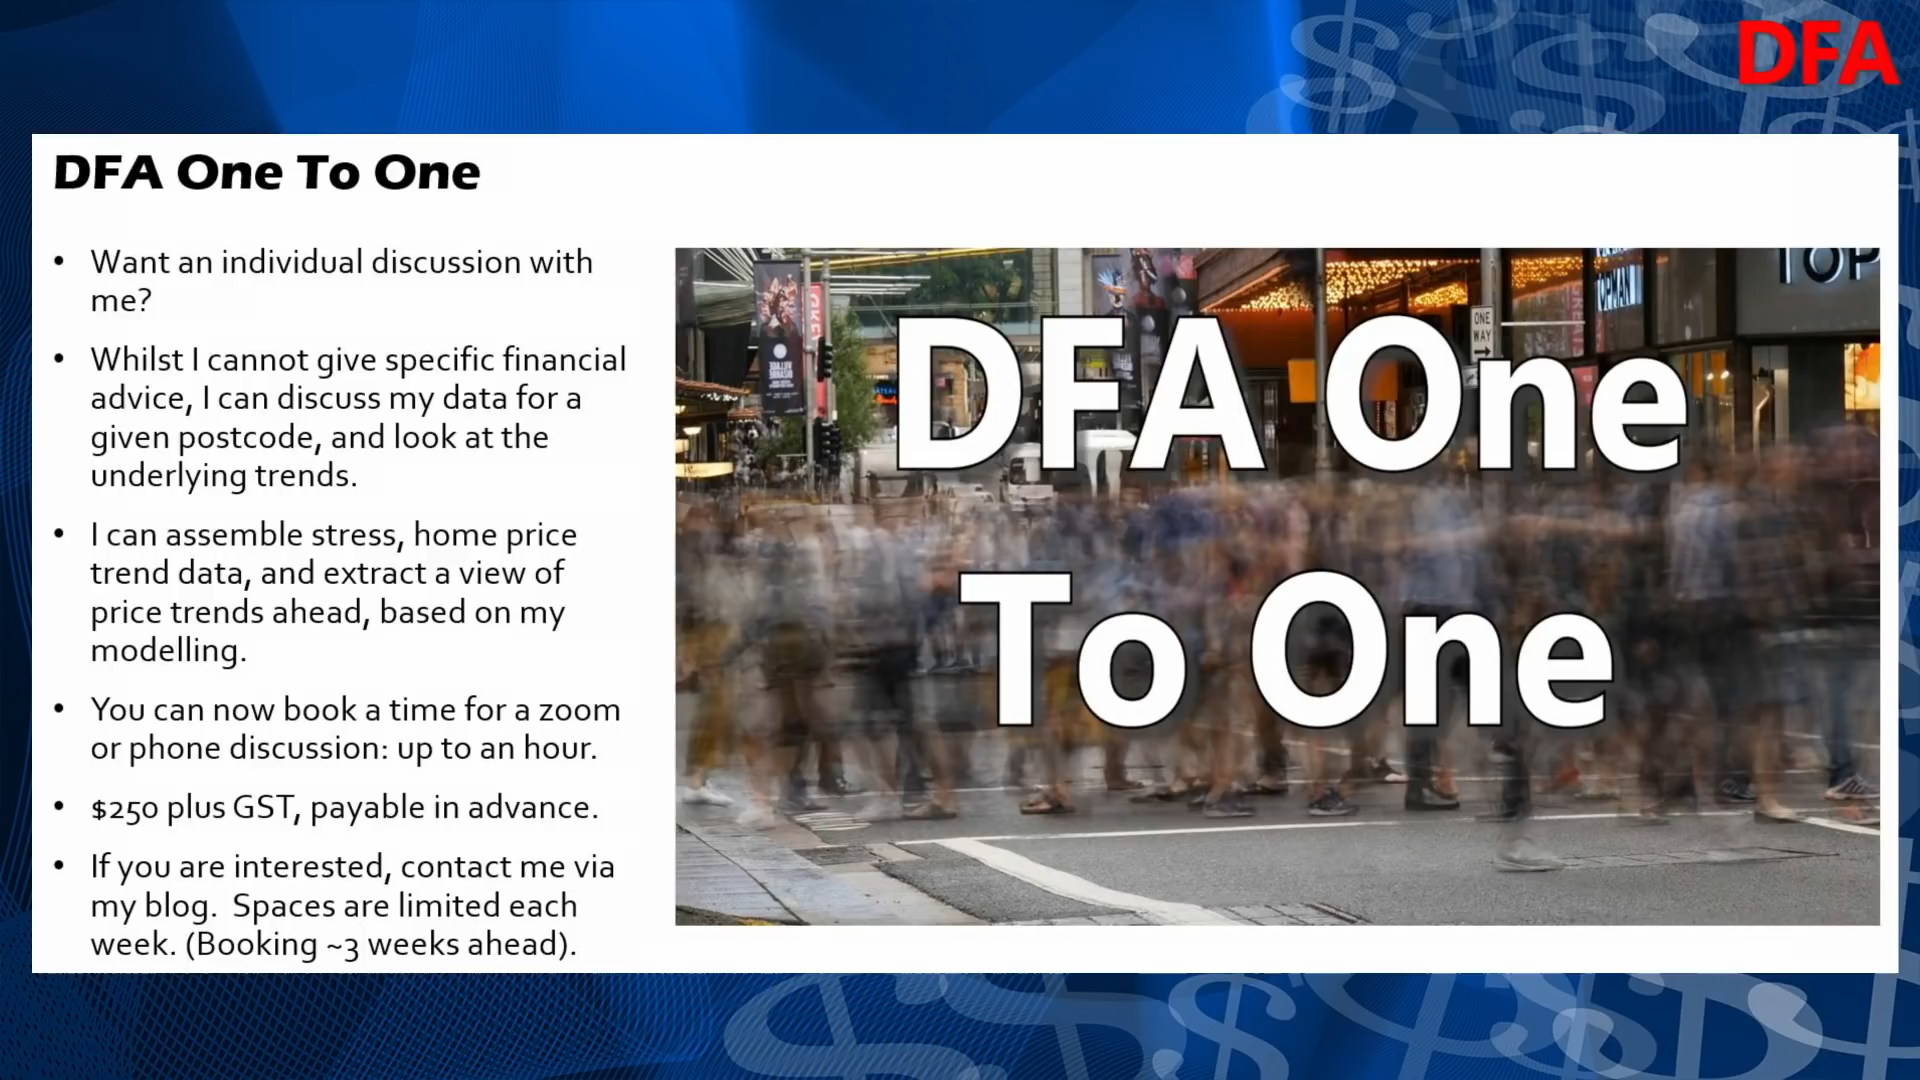 DFA
DFA One To One
• Want an individual discussion with
me?
• Whilst I cannot give specific financial
advice, I can discuss my data for a
given postcode, and look at the
underlying trends.
• I can assemble stress, home price
trend data, and extract a view of
price trends ahead, based on my
modelling.
• You can now book a time for a zoom
or phone discussion: up to an hour.
• $250 plus GST, payable in advance.
• If you are interested, contact me via
my blog.  Spaces are limited each
week. (Booking ~3 weeks ahead).
TOP
TOPMAN
ONE
WAY
DFA One
To One